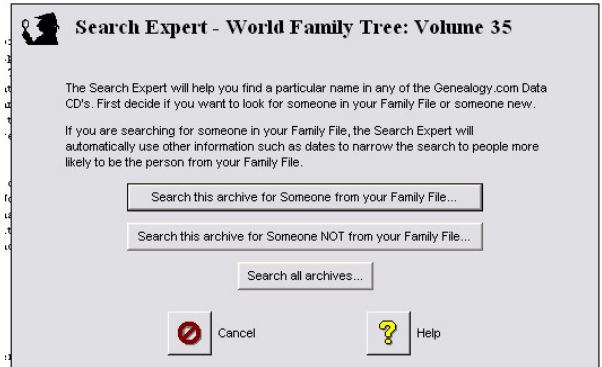 Search Expert - World Family Tree: Volume 35
The Search Expert will help you find a particular name in any of the Genealogy.com Data
CD's. First decide if you want to look for someone in your Family File or someone new.
If you are searching for someone in your Family File, the Search Expert will
automatically use other information such as dates to narrow the search to people more
likely to be the person from your Family File.
Search this archive for Someone from your Family File...
Search this archive for Someone NOT from your Family File...
Search all archives...
Cancel
Help